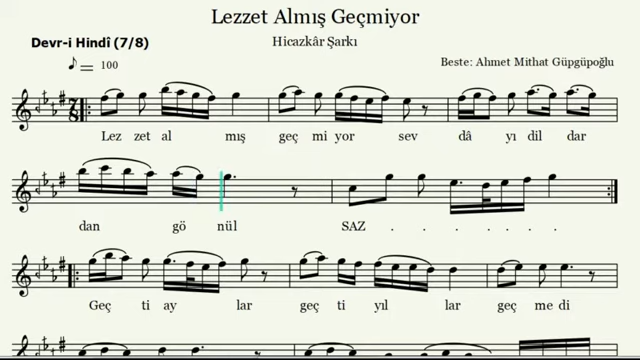 Lezzet Almış Geçmiyor
Devr-i Hindî (7/8)
Hicazkâr Şarkı
♪ = 100
Beste: Ahmet Mithat Güpgüpoğlu
7 8
Lez zet al mış geç mi yor sev dâ yı dil dar
dan gö nül SAZ . . . . . .
Geç ti ay lar geç ti yıl lar geç me di